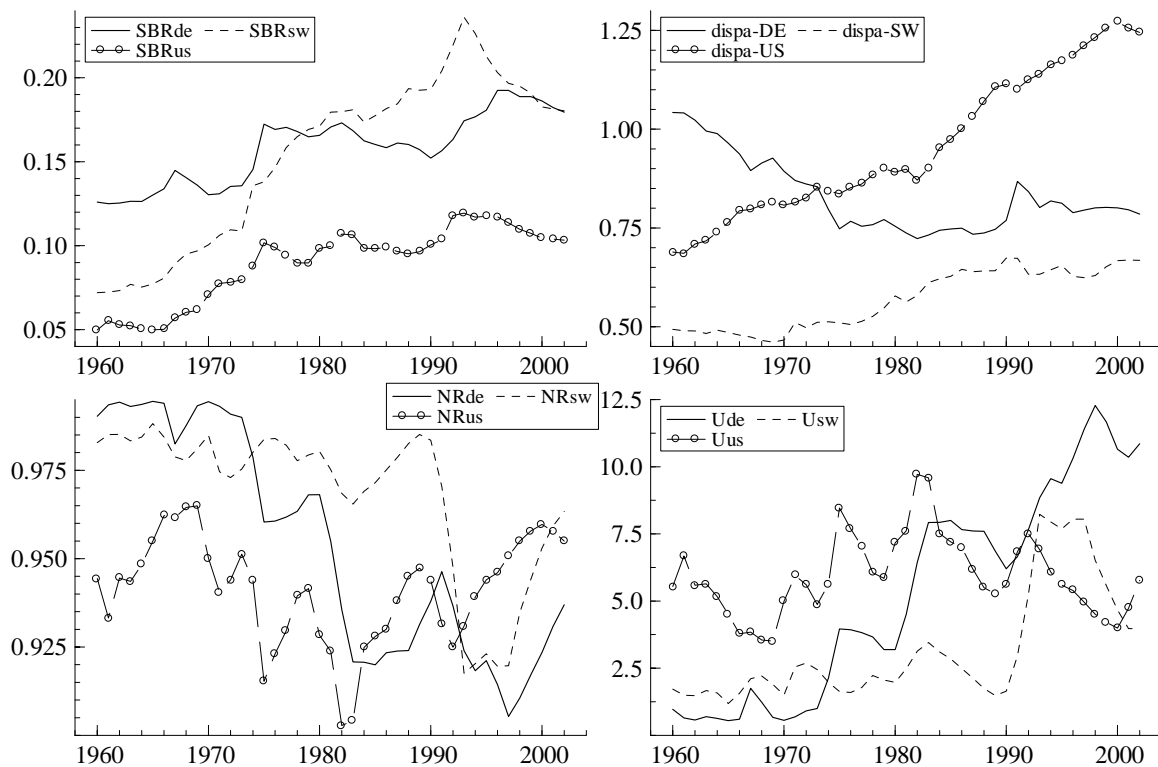 SBRde SBRsw
SBRus
0.20
0.15
0.10
0.05
1960 1970 1980 1990 2000
dispa-DE dispa-SW
dispa-US
1.25
1.00
0.75
0.50
1960 1970 1980 1990 2000
NRde NRsw
NRus
0.975
0.950
0.925
1960 1970 1980 1990 2000
Ude Usw
Uus
12.5
10.0
7.5
5.0
2.5
1960 1970 1980 1990 2000